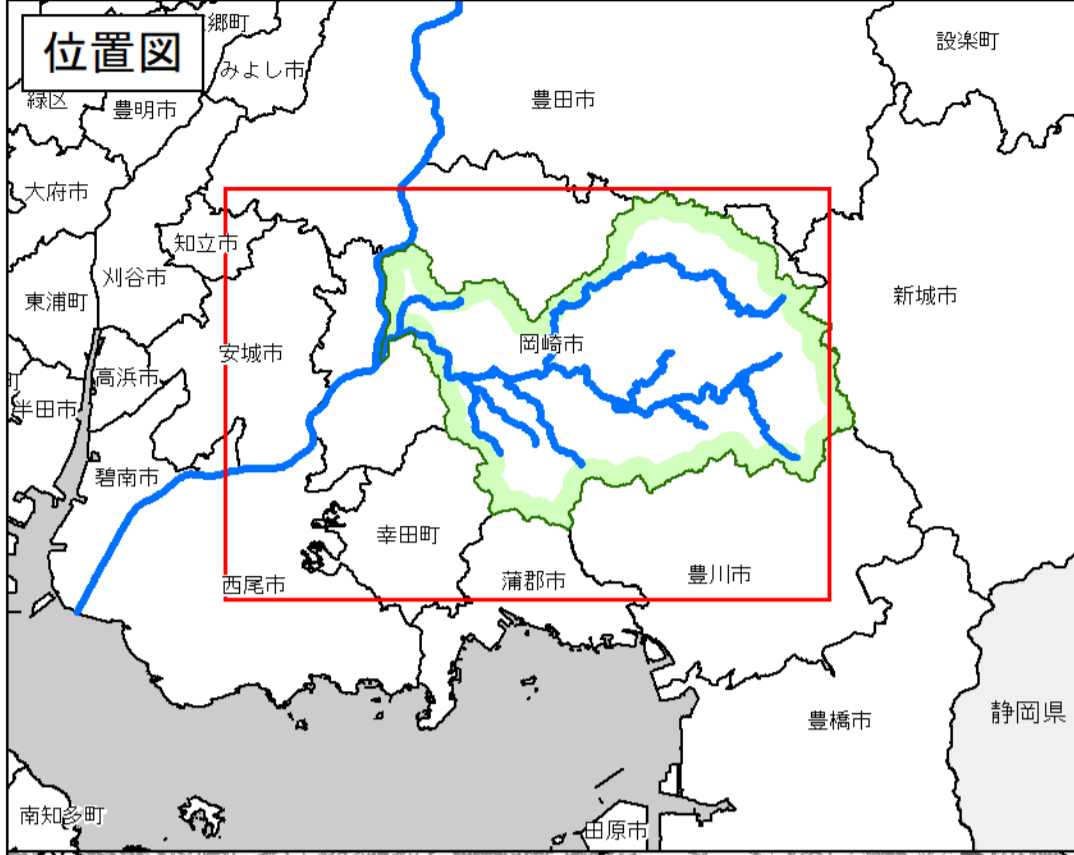 位置図
郷町
みよし市
設楽町
緑区
豊明市
豊田市
大府市
知立市
刈谷市
東浦町
新城市
岡崎市
安城市
高浜市
町
半田市
碧南市
幸田町
西尾市
蒲郡市
豊川市
豊橋市
静岡県
南知多町
田原市